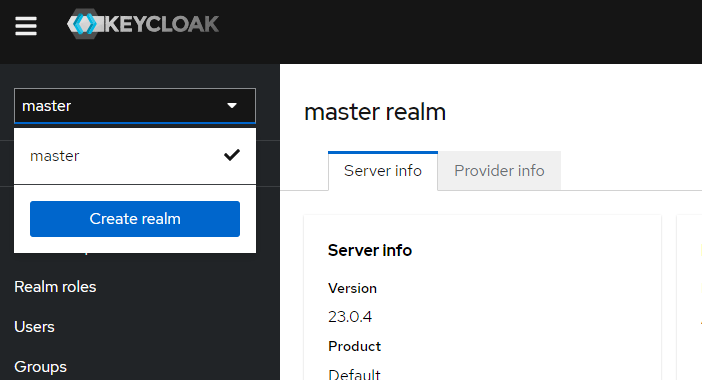 KEYCLOAK
master
master
Create realm
Realm roles
Users
Groups
master realm
Server info
Provider info
Server info
Version
23.0.4
Product
Default